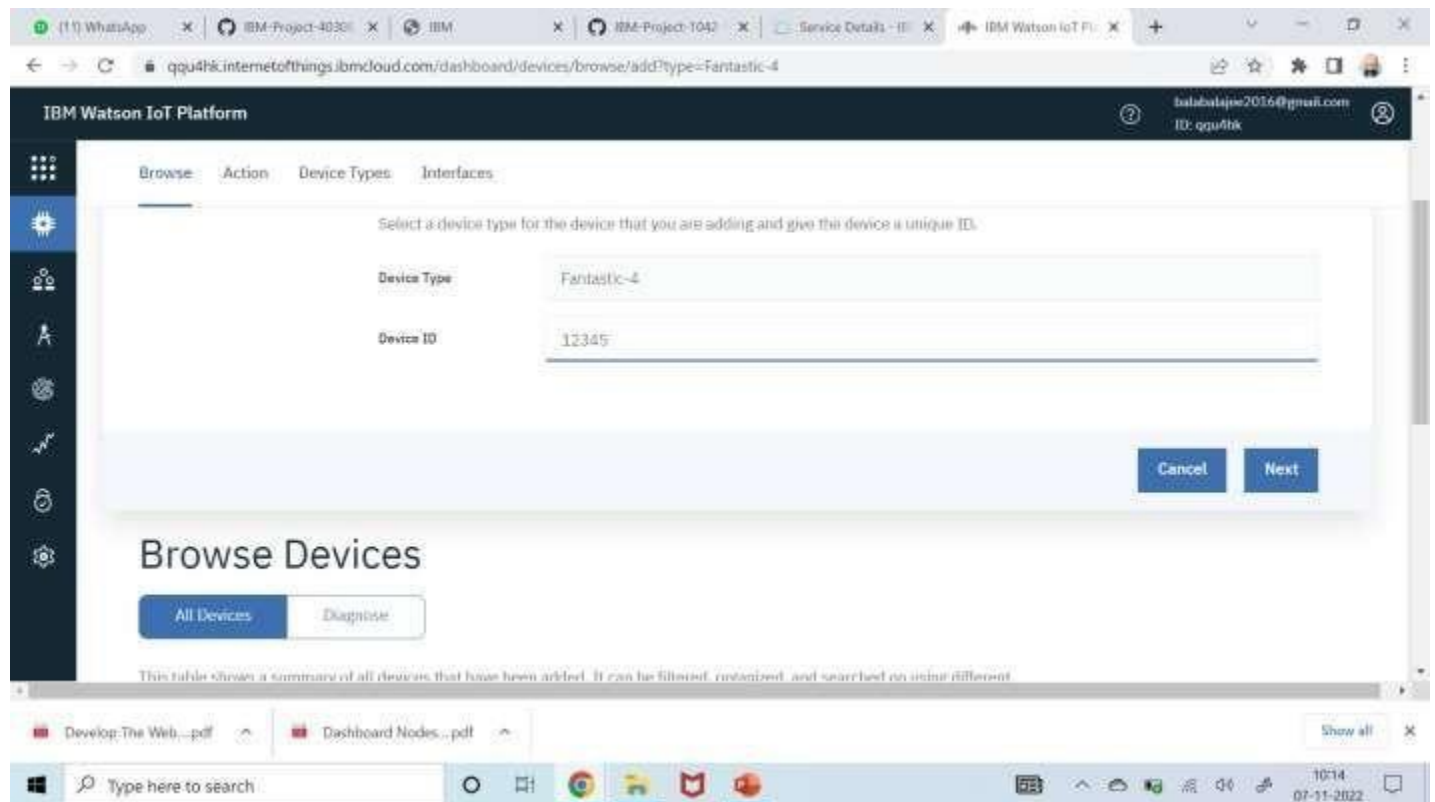 (11) WhatsApp
IBM-Project-4030
IBM
IBM-Project-1042
Service Details - IB
IBM Watson IoT Pl
qqu4hk.internetofthings.ibmcloud.com/dashboard/devices/browse/add?type=Fantastic-4
IBM Watson IoT Platform
ID: qqu4hk
Browse Action Device Types Interfaces
Select a device type for the device that you are adding and give the device a unique ID.
Device Type Fantastic-4
Device ID 12345
Cancel Next
Browse Devices
All Devices Diagnose
This table shows a summary of all devices that have been added. It can be filtered, organized, and searched on using different
Develop The Web....pdf Dashboard Nodes...pdf Show all
Type here to search
10:14
07-11-2022